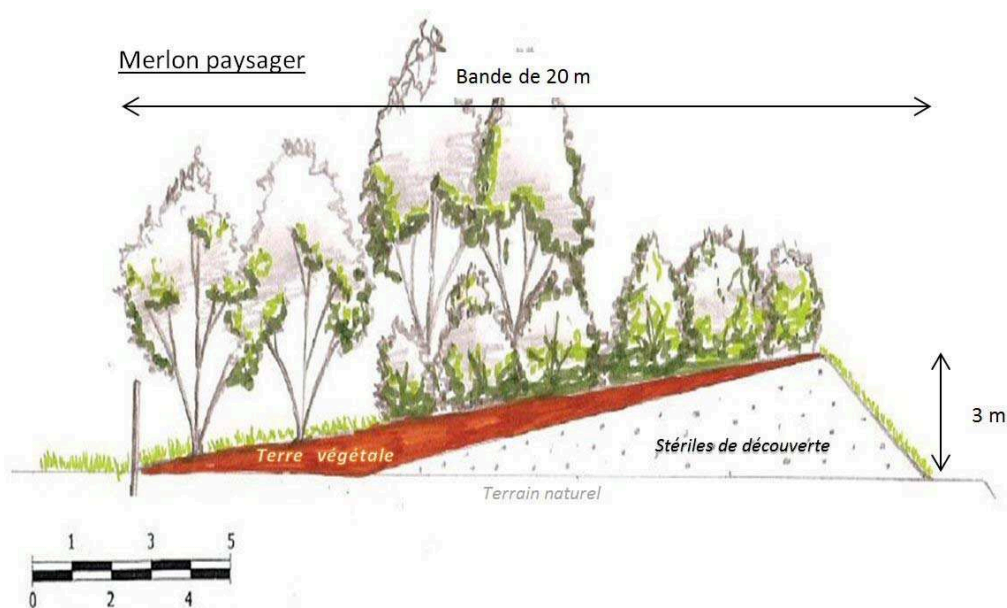 Merlon paysager
Bande de 20 m
3 m
Terre végétale
Stériles de découverte
Terrain naturel
1 3 5
0 2 4